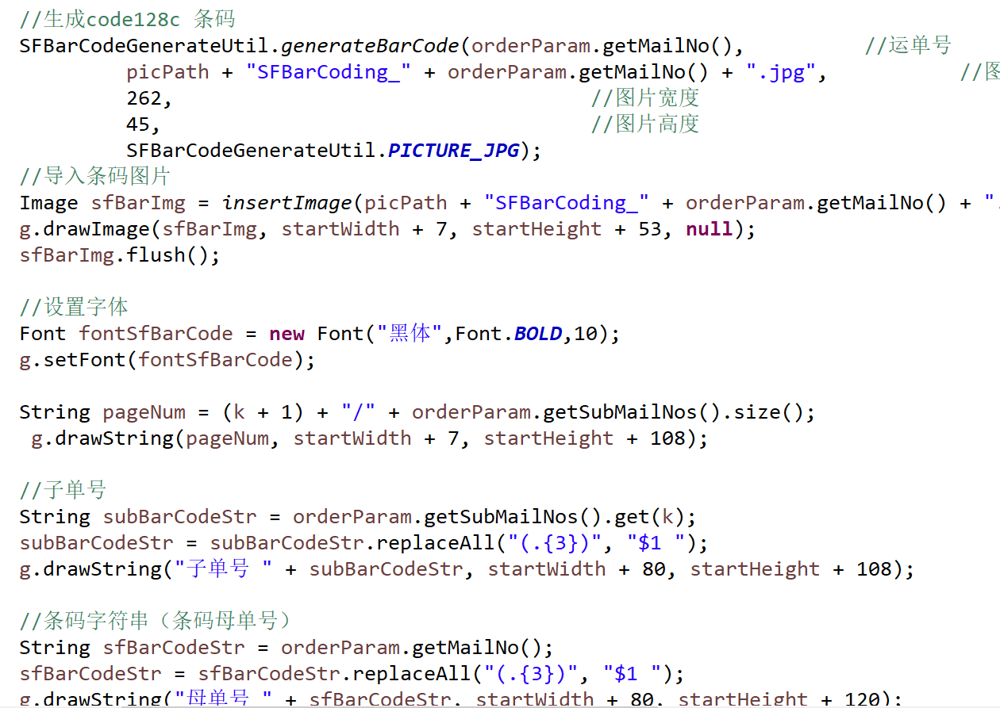 //生成code128c 条码
SFBarCodeGenerateUtil.generateBarCode(orderParam.getMailNo(), //运单号
picPath + "SFBarCoding_" + orderParam.getMailNo() + ".jpg", //图
262, //图片宽度
45, //图片高度
SFBarCodeGenerateUtil.PICTURE_JPG);
//导入条码图片
Image sfBarImg = insertImage(picPath + "SFBarCoding_" + orderParam.getMailNo() + ".
g.drawImage(sfBarImg, startWidth + 7, startHeight + 53, null);
sfBarImg.flush();
//设置字体
Font fontSfBarCode = new Font("黑体",Font.BOLD,10);
g.setFont(fontSfBarCode);
String pageNum = (k + 1) + "/" + orderParam.getSubMailNos().size();
g.drawString(pageNum, startWidth + 7, startHeight + 108);
//子单号
String subBarCodeStr = orderParam.getSubMailNos().get(k);
subBarCodeStr = subBarCodeStr.replaceAll("(.{3})", "$1 ");
g.drawString("子单号 " + subBarCodeStr, startWidth + 80, startHeight + 108);
//条码字符串（条码母单号）
String sfBarCodeStr = orderParam.getMailNo();
sfBarCodeStr = sfBarCodeStr.replaceAll("(.{3})", "$1 ");
g.drawString("母单号 " + sfBarCodeStr, startWidth + 80, startHeight + 120);